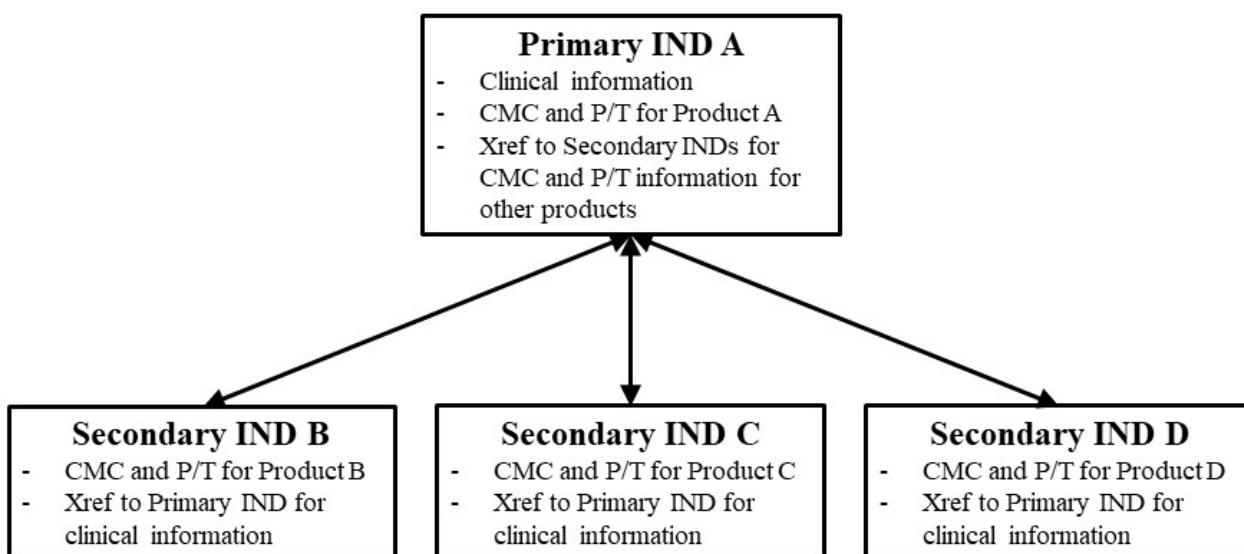 Primary IND A
- Clinical information
- CMC and P/T for Product A
- Xref to Secondary INDs for
CMC and P/T information for
other products
Secondary IND B
- CMC and P/T for Product B
- Xref to Primary IND for
clinical information
Secondary IND C
- CMC and P/T for Product C
- Xref to Primary IND for
clinical information
Secondary IND D
- CMC and P/T for Product D
- Xref to Primary IND for
clinical information